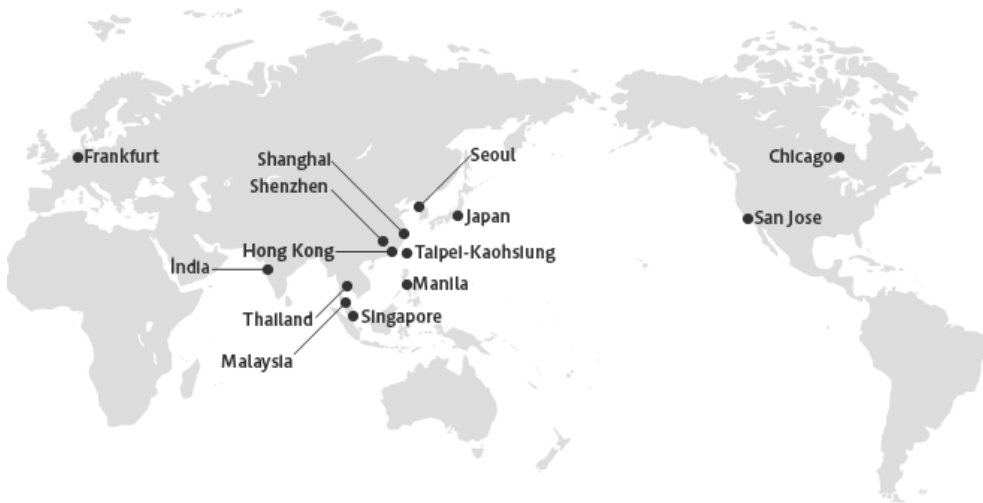 Frankfurt
Shanghai
Seoul
Chicago
Shenzhen
Japan
San Jose
Hong Kong
Taipei-Kaohsiung
India
Manila
Thailand
Singapore
Malaysia